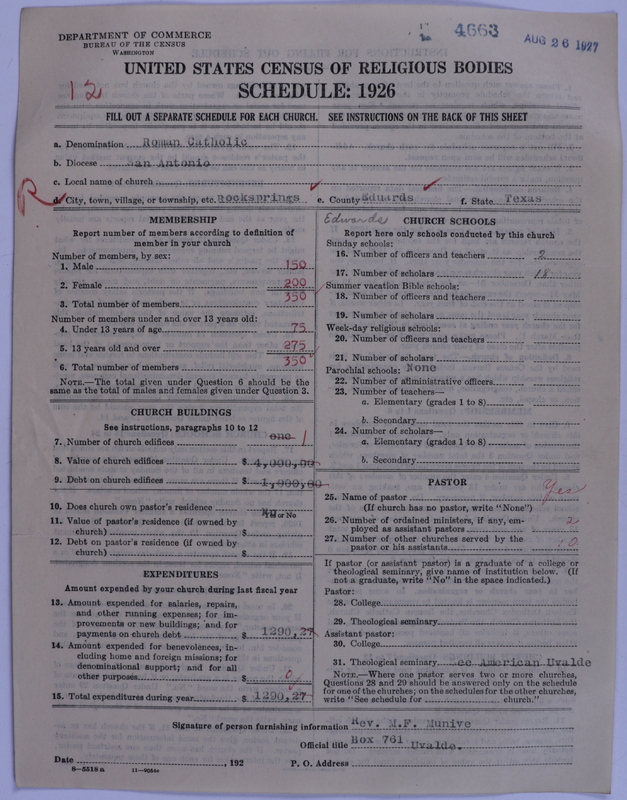 DEPARTMENT OF COMMERCE
BUREAU OF THE CENSUS
WASHINGTON
4663
AUG 26 1927
UNITED STATES CENSUS OF RELIGIOUS BODIES
12
SCHEDULE: 1926
FILL OUT A SEPARATE SCHEDULE FOR EACH CHURCH. SEE INSTRUCTIONS ON THE BACK OF THIS SHEET
a. Denomination Roman Catholic
b. Diocese San Antonio
c. Local name of church
R
d. City, town, village, or township, etc. Rocksprings e. County Eduards f. State Texas
Edwards
MEMBERSHIP
Report number of members according to definition of
member in your church
Number of members, by sex:
1. Male 150
2. Female 200
3. Total number of members 350
Number of members under and over 13 years old:
4. Under 13 years of age 75
5. 13 years old and over 275
6. Total number of members 350
NOTE.—The total given under Question 6 should be the
same as the total of males and females given under Question 3.
CHURCH BUILDINGS
See instructions, paragraphs 10 to 12
7. Number of church edifices one 1
8. Value of church edifices $ 4,000,00
9. Debt on church edifices $ 1,000,00
10. Does church own pastor's residence No
Yes or No
11. Value of pastor's residence (if owned by
church) $
12. Debt on pastor's residence (if owned by
church) $
EXPENDITURES
Amount expended by your church during last fiscal year
13. Amount expended for salaries, repairs,
and other running expenses; for im-
provements or new buildings; and for
payments on church debt $ 1290,27
14. Amount expended for benevolences, in-
cluding home and foreign missions; for
denominational support; and for all
other purposes $ 0
15. Total expenditures during year $ 1290,27
CHURCH SCHOOLS
Report here only schools conducted by this church
Sunday schools:
16. Number of officers and teachers 2
17. Number of scholars 18
Summer vacation Bible schools:
18. Number of officers and teachers
19. Number of scholars
Week-day religious schools:
20. Number of officers and teachers
21. Number of scholars
Parochial schools: None
22. Number of administrative officers
23. Number of teachers—
a. Elementary (grades 1 to 8)
b. Secondary
24. Number of scholars—
a. Elementary (grades 1 to 8)
b. Secondary
PASTOR
25. Name of pastor Yes
(If church has no pastor, write "None")
26. Number of ordained ministers, if any, em-
ployed as assistant pastors 2
27. Number of other churches served by the
pastor or his assistants 10
If pastor (or assistant pastor) is a graduate of a college or
theological seminary, give name of institution below. (If
not a graduate, write "No" in the space indicated.)
Pastor:
28. College
29. Theological seminary
Assistant pastor:
30. College
31. Theological seminary See American Uvalde
NOTE.—Where one pastor serves two or more churches,
Questions 28 and 29 should be answered only on the schedule
for one of the churches; on the schedules for the other churches,
write "See schedule for church."
Signature of person furnishing information Rev. M.F. Munive
Official title Box 761
Uvalde.
Date , 192 P. O. Address
8—5518 a 11—9054